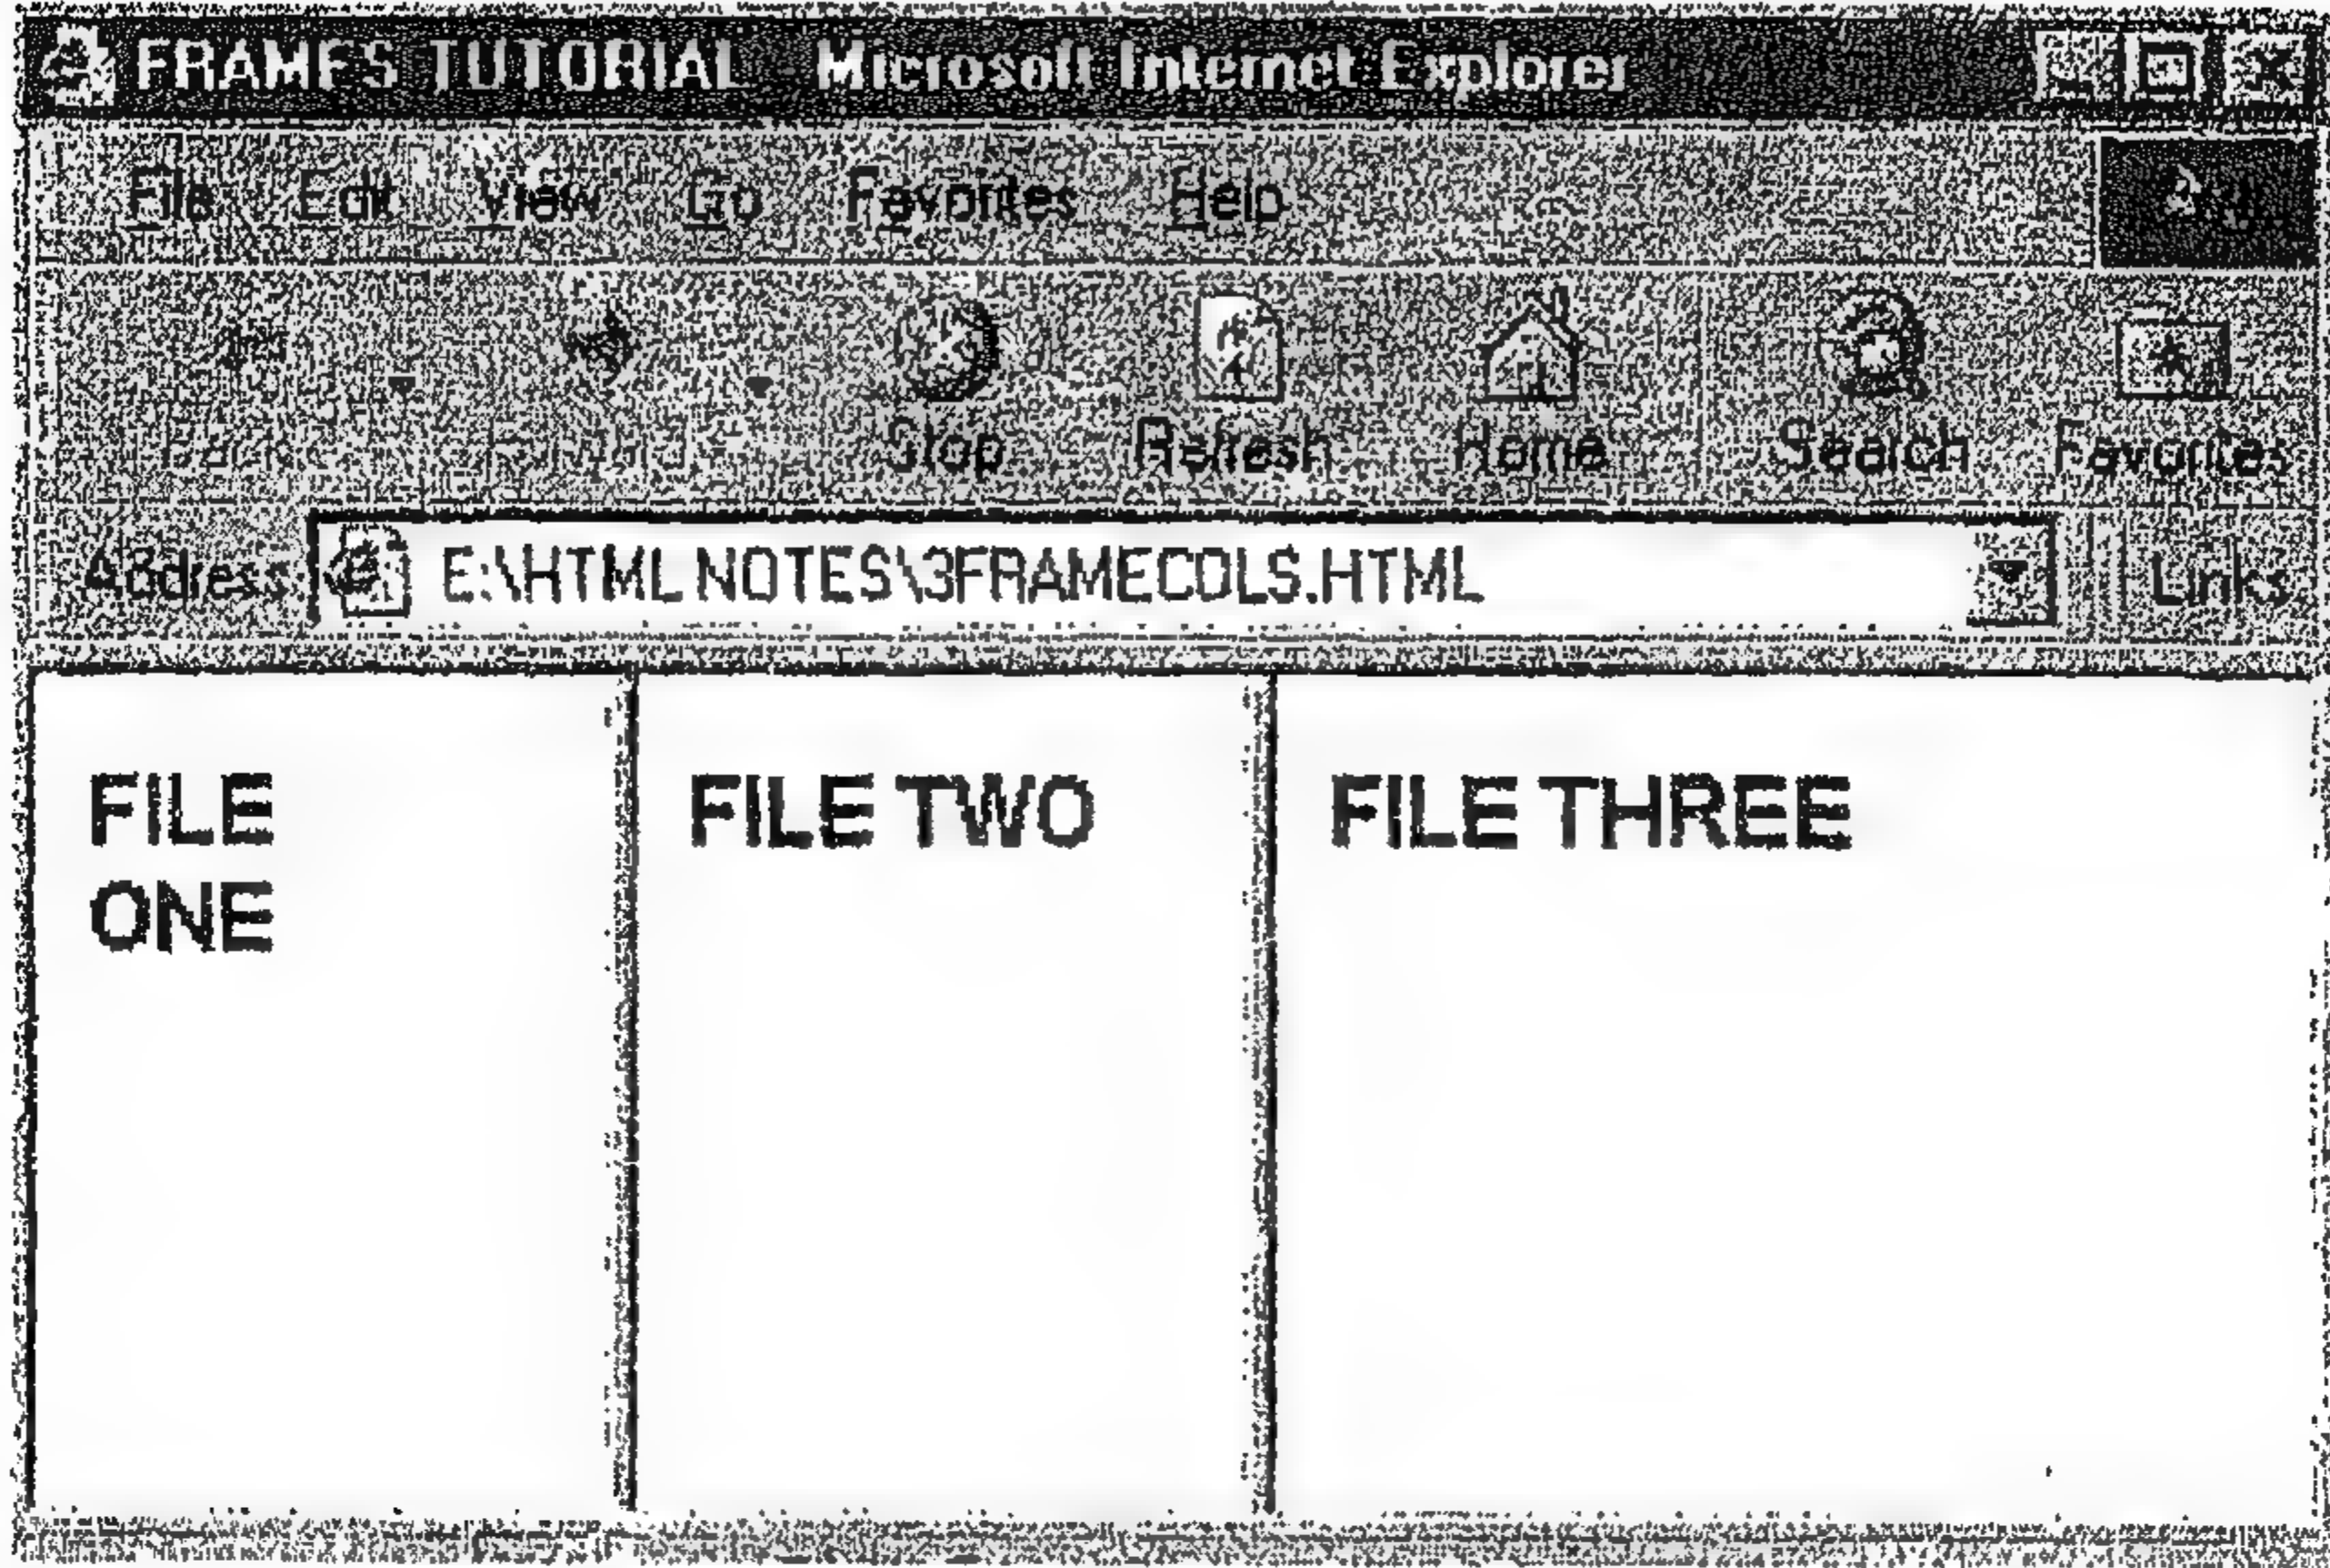 FRAMES TUTORIAL - Microsoft Internet Explorer
File Edit View Go Favorites Help
Stop Refresh Home Search Favorites
Address E:\HTML NOTES\3FRAMECOLS.HTML Links
FILE
ONE
FILE TWO
FILE THREE